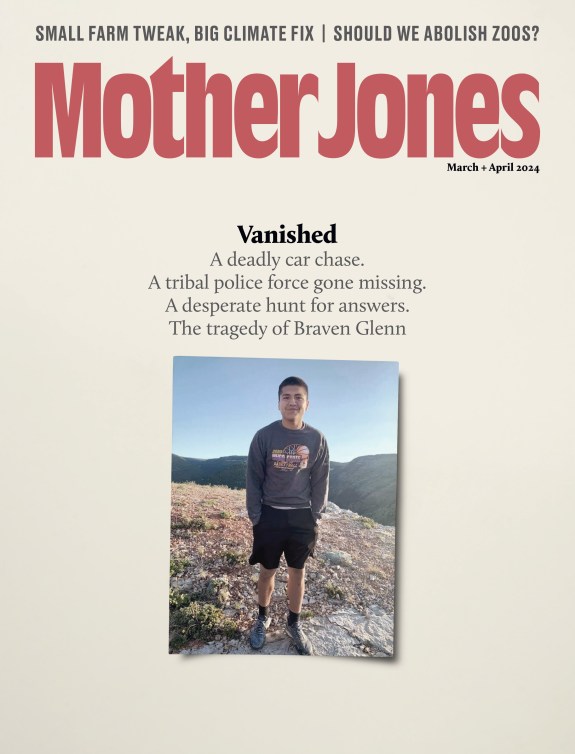 SMALL FARM TWEAK, BIG CLIMATE FIX | SHOULD WE ABOLISH ZOOS?
Mother Jones
March + April 2024
Vanished
A deadly car chase.
A tribal police force gone missing.
A desperate hunt for answers.
The tragedy of Braven Glenn